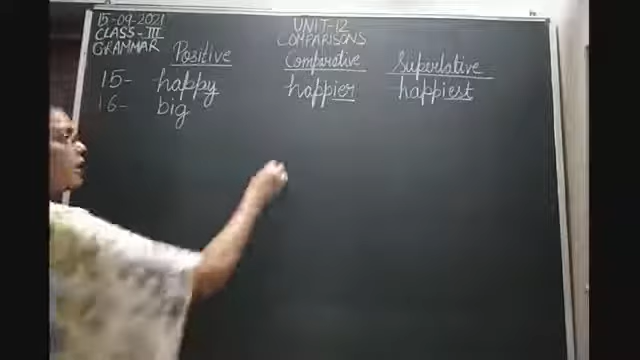 15-09-2021
CLASS-III
GRAMMAR
UNIT-12
COMPARISONS
Positive Comparative Superlative
15- happy happier happiest
16- big